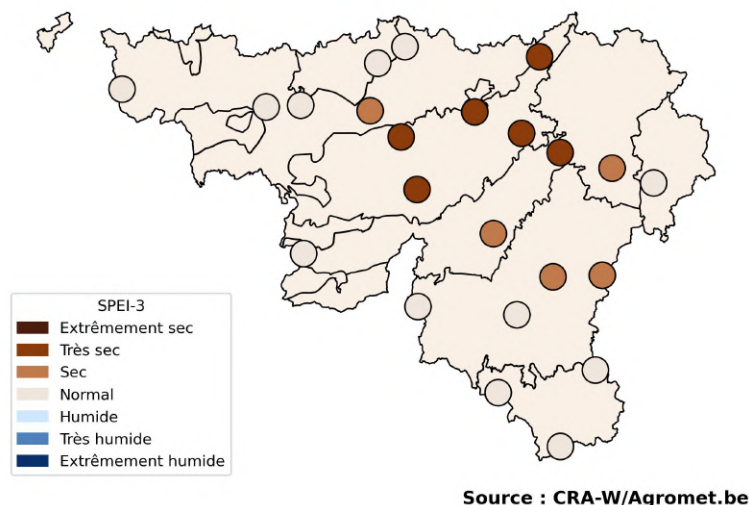 SPEI-3
Extrêmement sec
Très sec
Sec
Normal
Humide
Très humide
Extrêmement humide
Source : CRA-W/Agromet.be